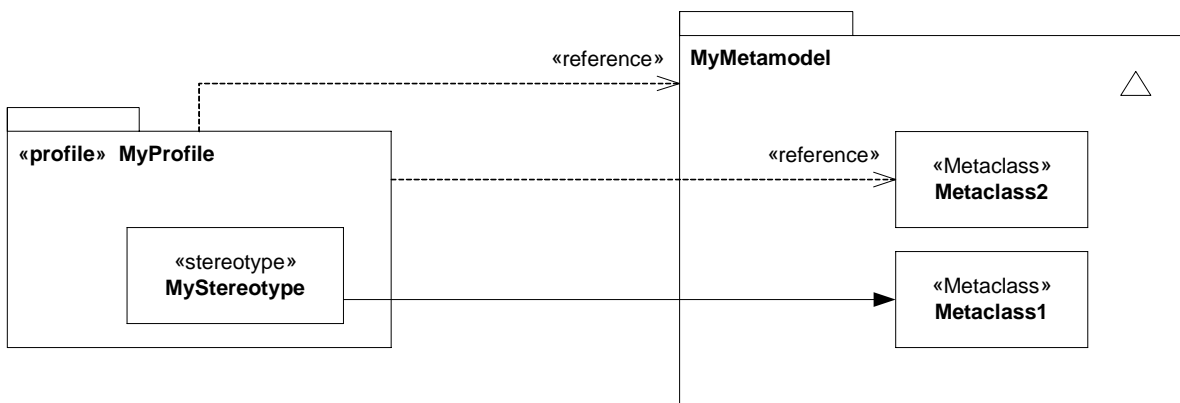 «reference»
MyMetamodel
«profile» MyProfile
«reference»
«Metaclass»
Metaclass2
«stereotype»
MyStereotype
«Metaclass»
Metaclass1